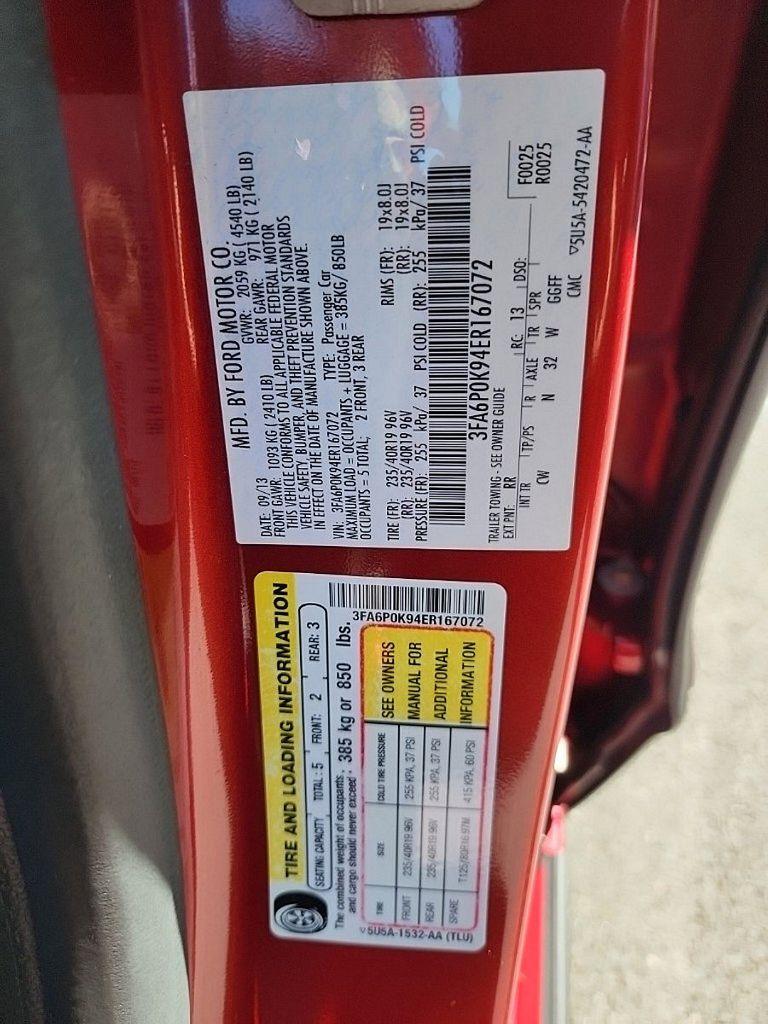 MFD. BY FORD MOTOR CO.
DATE: 09/13 GVWR: 2059 KG ( 4540 LB)
FRONT GAWR: 1093 KG ( 2410 LB) REAR GAWR: 971 KG ( 2140 LB)
THIS VEHICLE CONFORMS TO ALL APPLICABLE FEDERAL MOTOR
VEHICLE SAFETY, BUMPER, AND THEFT PREVENTION STANDARDS
IN EFFECT ON THE DATE OF MANUFACTURE SHOWN ABOVE.
VIN: 3FA6P0K94ER167072 TYPE: Passenger Car
MAXIMUM LOAD = OCCUPANTS + LUGGAGE = 385KG/ 850LB
OCCUPANTS = 5 TOTAL; 2 FRONT, 3 REAR
TIRE (FR): 235/40R19 96V RIMS (FR): 19x8.0J
(RR): 235/40R19 96V (RR): 19x8.0J
PRESSURE (FR): 255 kPa/ 37 PSI COLD (RR): 255 kPa/ 37 PSI COLD
3FA6P0K94ER167072
TRAILER TOWING - SEE OWNER GUIDE F0025
EXT PNT: RR RC: 13 DSO: R0025
INT TR TP/PS R AXLE TR SPR
CW N 32 W GGFF
CMC ▽5U5A-5420472-AA
TIRE AND LOADING INFORMATION
SEATING CAPACITY TOTAL: 5 FRONT: 2 REAR: 3
The combined weight of occupants
and cargo should never exceed: 385 kg or 850 lbs.
3FA6P0K94ER167072
TIRE SIZE COLD TIRE PRESSURE
FRONT 235/40R19.96V 255 KPA, 37 PSI
REAR 235/40R19.96V 255 KPA, 37 PSI
SPARE T125/80R16.97M 415 KPA, 60 PSI
SEE OWNERS
MANUAL FOR
ADDITIONAL
INFORMATION
▽5U5A-1532-AA (TLU)